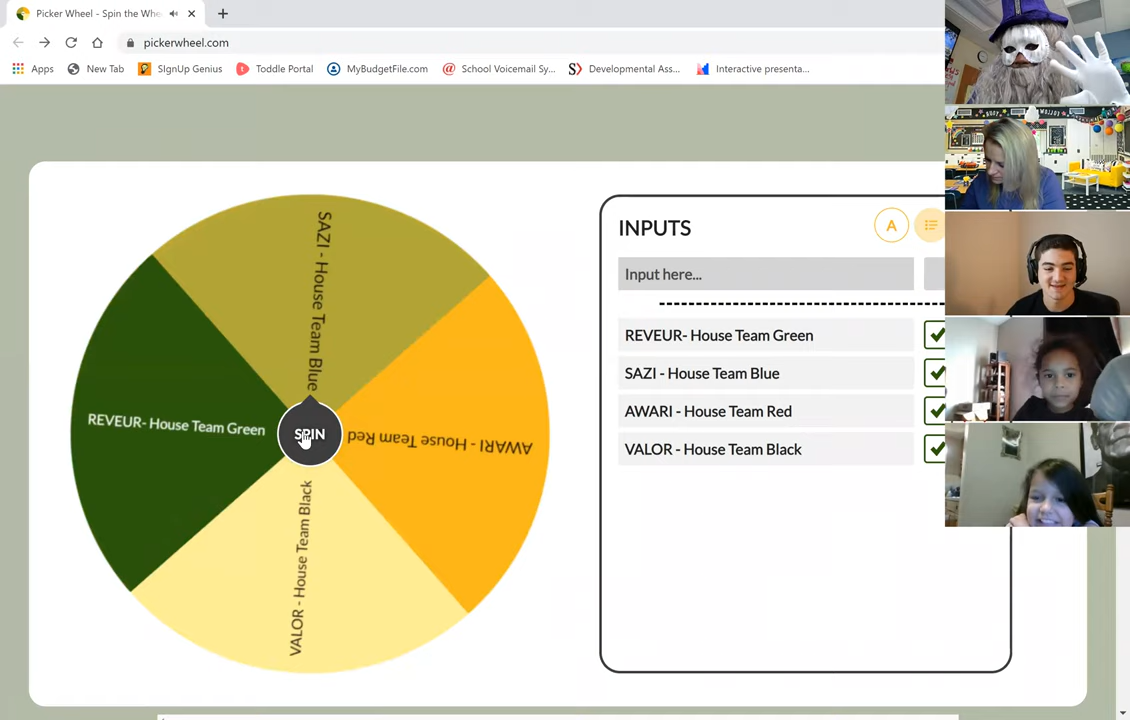 Picker Wheel - Spin the Whe
pickerwheel.com
Apps
New Tab
SignUp Genius
Toddle Portal
MyBudgetFile.com
School Voicemail Sy...
Developmental Ass...
Interactive presenta...
SAZI - House Team Blue
REVEUR- House Team Green
SPIN
AWARI - House Team Red
VALOR - House Team Black
INPUTS
A
Input here...
REVEUR- House Team Green
SAZI - House Team Blue
AWARI - House Team Red
VALOR - House Team Black